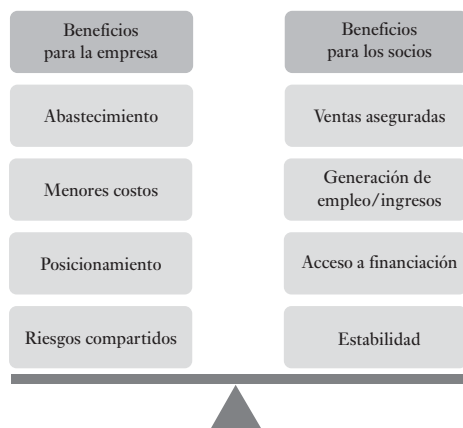 Beneficios
para la empresa
Abastecimiento
Menores costos
Posicionamiento
Riesgos compartidos
Beneficios
para los socios
Ventas aseguradas
Generación de
empleo/ingresos
Acceso a financiación
Estabilidad